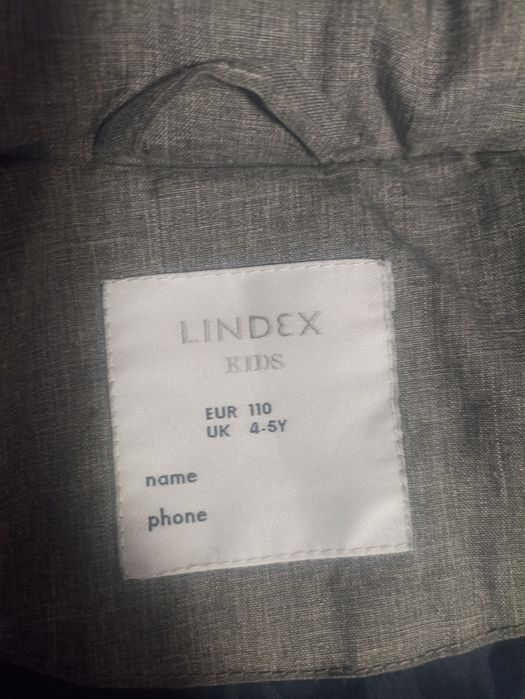 LINDEX
KIDS
EUR 110
UK 4-5Y
name
phone